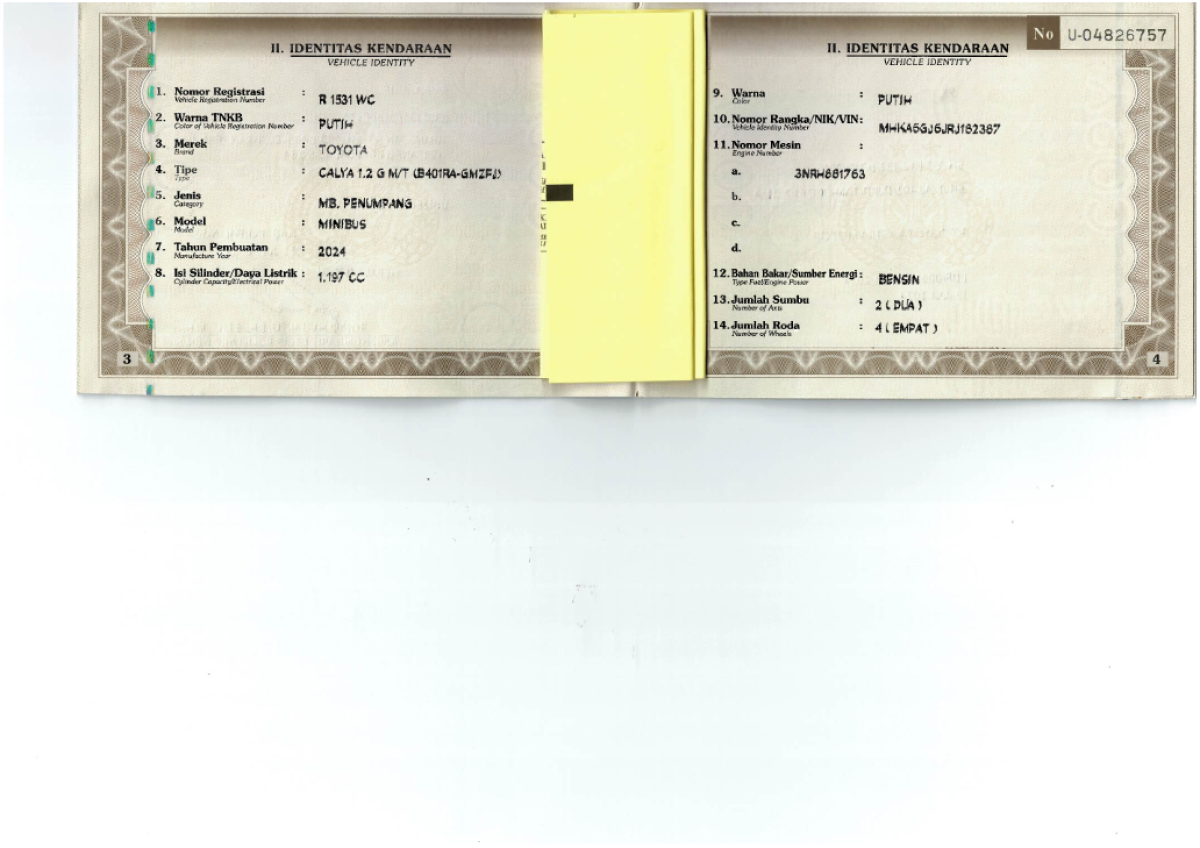 II. IDENTITAS KENDARAAN
VEHICLE IDENTITY
1. Nomor Registrasi : R 1531 WC
Vehicle Registration Number
2. Warna TNKB : PUTIH
Color of Vehicle Registration Number
3. Merek : TOYOTA
Brand
4. Tipe : CALYA 1.2 G M/T (B401RA-GMZFJ)
Type
5. Jenis : MB. PENUMPANG
Category
6. Model : MINIBUS
Model
7. Tahun Pembuatan : 2024
Manufacture Year
8. Isi Silinder/Daya Listrik : 1.197 CC
Cylinder Capacity/Electrical Power
3
No U-04826757
II. IDENTITAS KENDARAAN
VEHICLE IDENTITY
9. Warna : PUTIH
Color
10. Nomor Rangka/NIK/VIN : MHKA6GJ6JRJ182387
Vehicle Identity Number
11. Nomor Mesin :
Engine Number
a. 3NRH881763
b.
c.
d.
12. Bahan Bakar/Sumber Energi : BENSIN
Type Fuel/Engine Power
13. Jumlah Sumbu : 2 ( DUA )
Number of Axis
14. Jumlah Roda : 4 ( EMPAT )
Number of Wheels
4